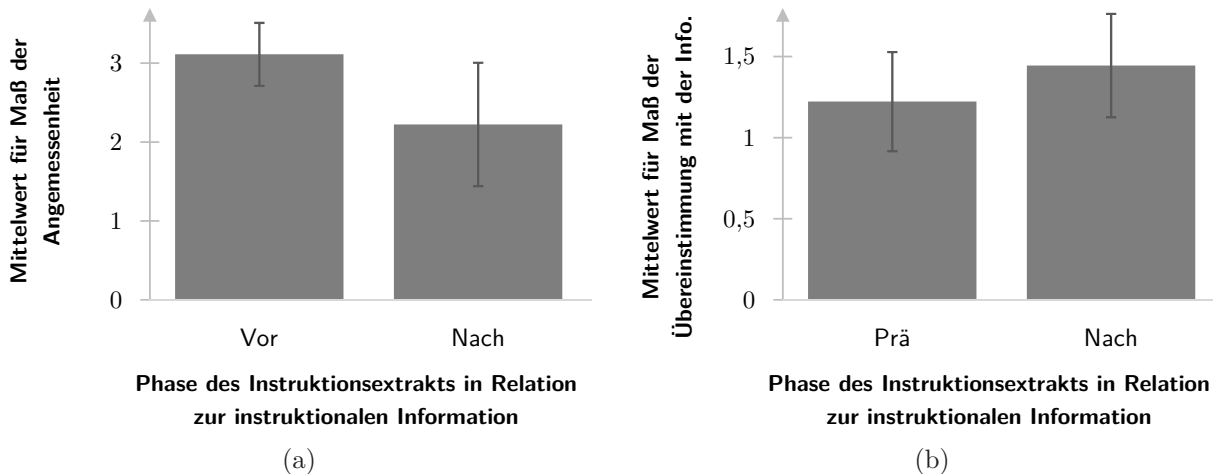 Mittelwert für Maß der
Angemessenheit
3
2
1
0
Vor
Nach
Phase des Instruktionsextrakts in Relation
zur instruktionalen Information
(a)
Mittelwert für Maß der
Übereinstimmung mit der Info.
1,5
1
0,5
0
Prä
Nach
Phase des Instruktionsextrakts in Relation
zur instruktionalen Information
(b)